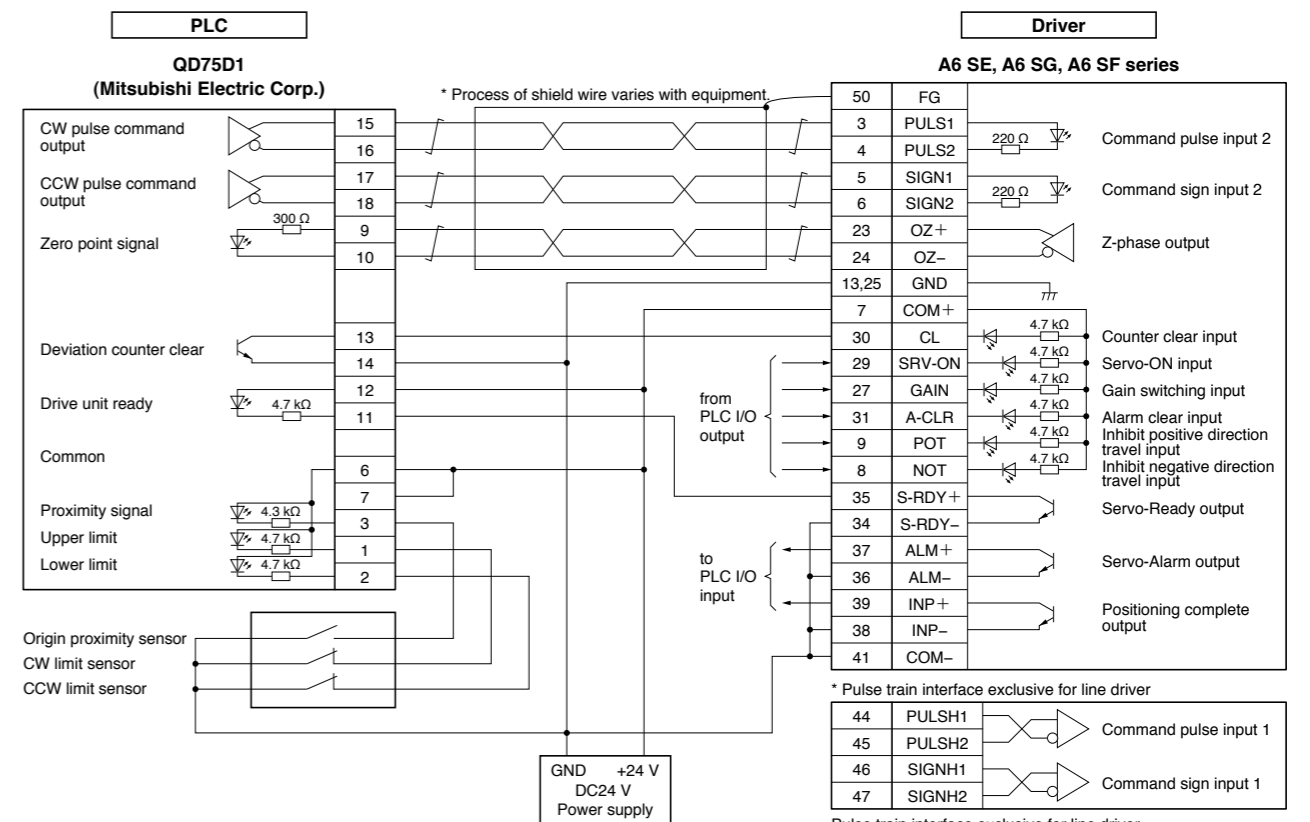 PLC
QD75D1
(Mitsubishi Electric Corp.)
CW pulse command
output
CCW pulse command
output
300 Ω
Zero point signal
Deviation counter clear
Drive unit ready
4.7 kΩ
Common
Proximity signal
4.3 kΩ
Upper limit
4.7 kΩ
Lower limit
4.7 kΩ
15
16
17
18
9
10
13
14
12
11
6
7
3
1
2
Origin proximity sensor
CW limit sensor
CCW limit sensor
* Process of shield wire varies with equipment.
from
PLC I/O
output
to
PLC I/O
input
GND +24 V
DC24 V
Power supply
Driver
A6 SE, A6 SG, A6 SF series
50 FG
3 PULS1
4 PULS2
220 Ω
Command pulse input 2
5 SIGN1
6 SIGN2
220 Ω
Command sign input 2
23 OZ+
24 OZ−
Z-phase output
13,25 GND
7 COM+
30 CL 4.7 kΩ Counter clear input
29 SRV-ON 4.7 kΩ Servo-ON input
27 GAIN 4.7 kΩ Gain switching input
31 A-CLR 4.7 kΩ Alarm clear input
9 POT 4.7 kΩ Inhibit positive direction
travel input
8 NOT 4.7 kΩ Inhibit negative direction
travel input
35 S-RDY+
34 S-RDY−
Servo-Ready output
37 ALM+
36 ALM−
Servo-Alarm output
39 INP+
38 INP−
Positioning complete
output
41 COM−
* Pulse train interface exclusive for line driver
44 PULSH1
45 PULSH2
Command pulse input 1
46 SIGNH1
47 SIGNH2
Command sign input 1
Pulse train interface exclusive for line driver